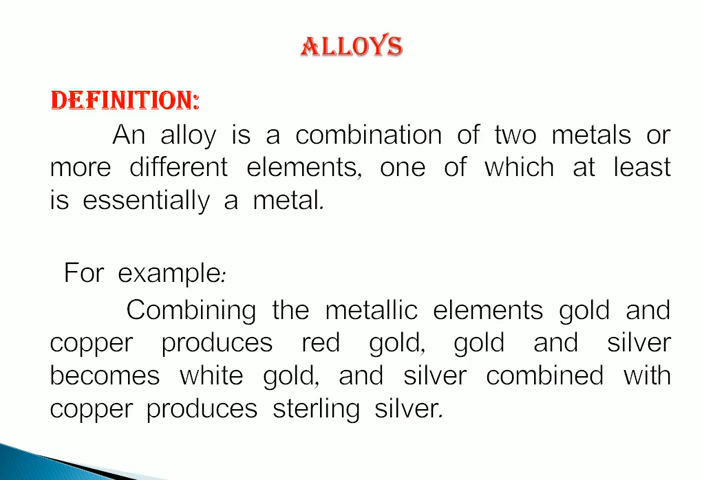 ALLOYS
DEFINITION:
An alloy is a combination of two metals or
more different elements, one of which at least
is essentially a metal.
For example:
Combining the metallic elements gold and
copper produces red gold, gold and silver
becomes white gold, and silver combined with
copper produces sterling silver.